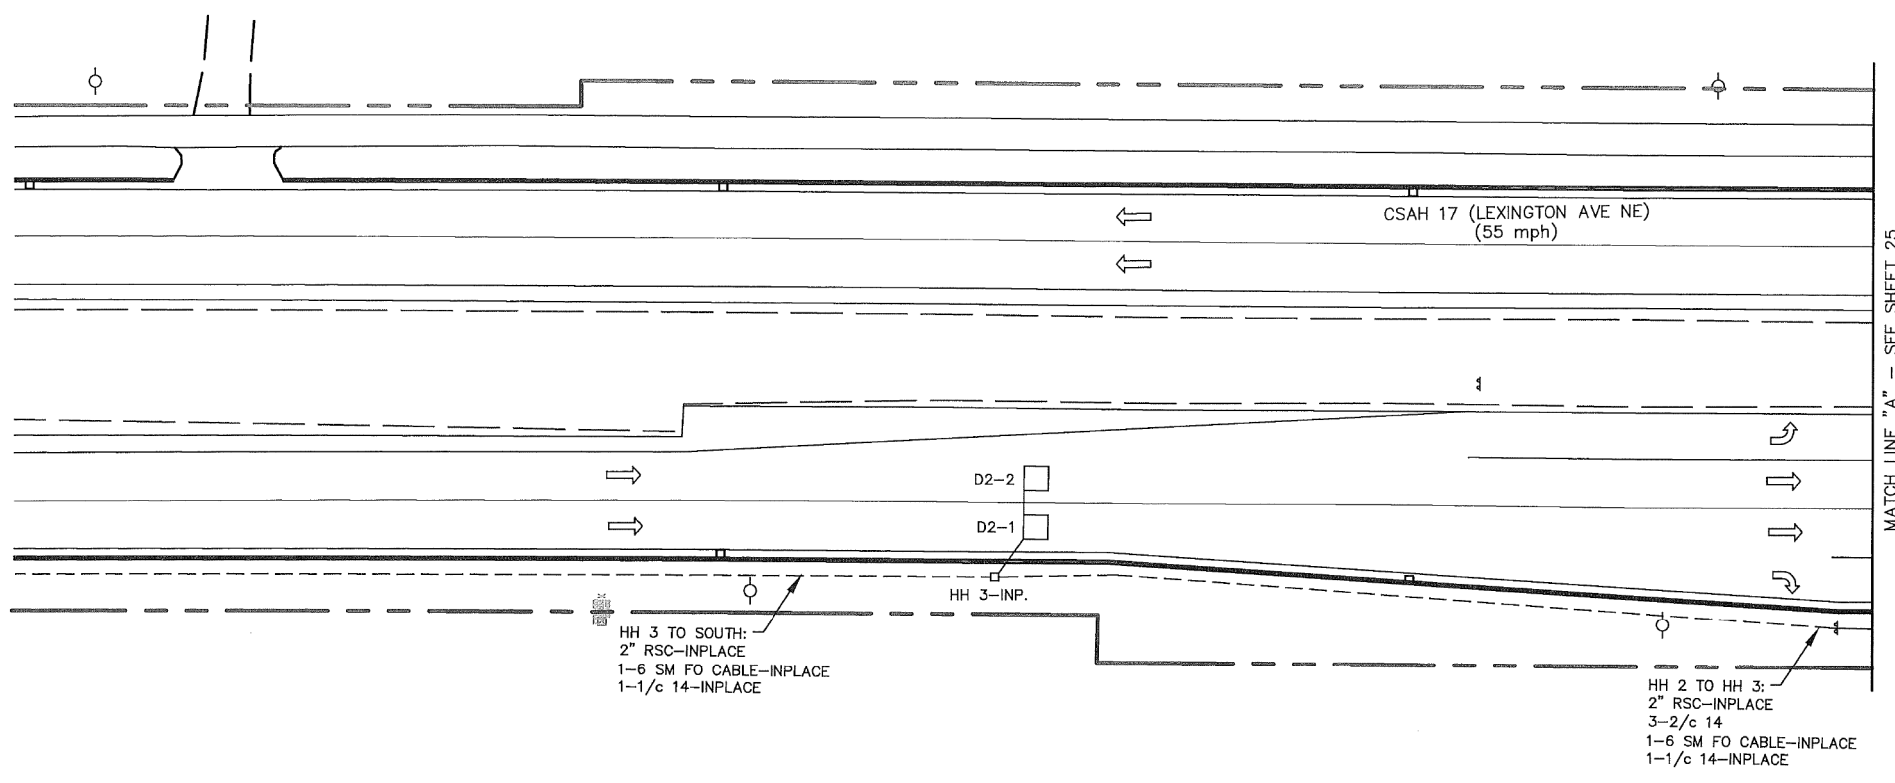 CSAH 17 (LEXINGTON AVE NE)
(55 mph)
MATCH LINE "A" - SEE SHEET 25
D2-2
D2-1
HH 3-INP.
HH 3 TO SOUTH:
2" RSC-INPLACE
1-6 SM FO CABLE-INPLACE
1-1/c 14-INPLACE
HH 2 TO HH 3:
2" RSC-INPLACE
3-2/c 14
1-6 SM FO CABLE-INPLACE
1-1/c 14-INPLACE